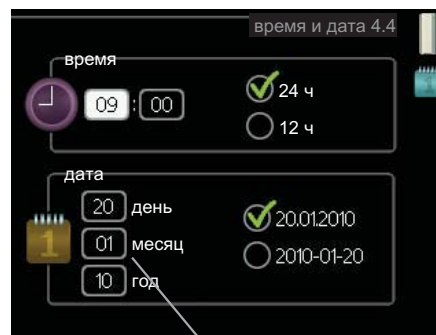 время и дата 4.4
время
09 : 00
24 ч
12 ч
дата
20 день
01 месяц
10 год
20.01.2010
2010-01-20
1